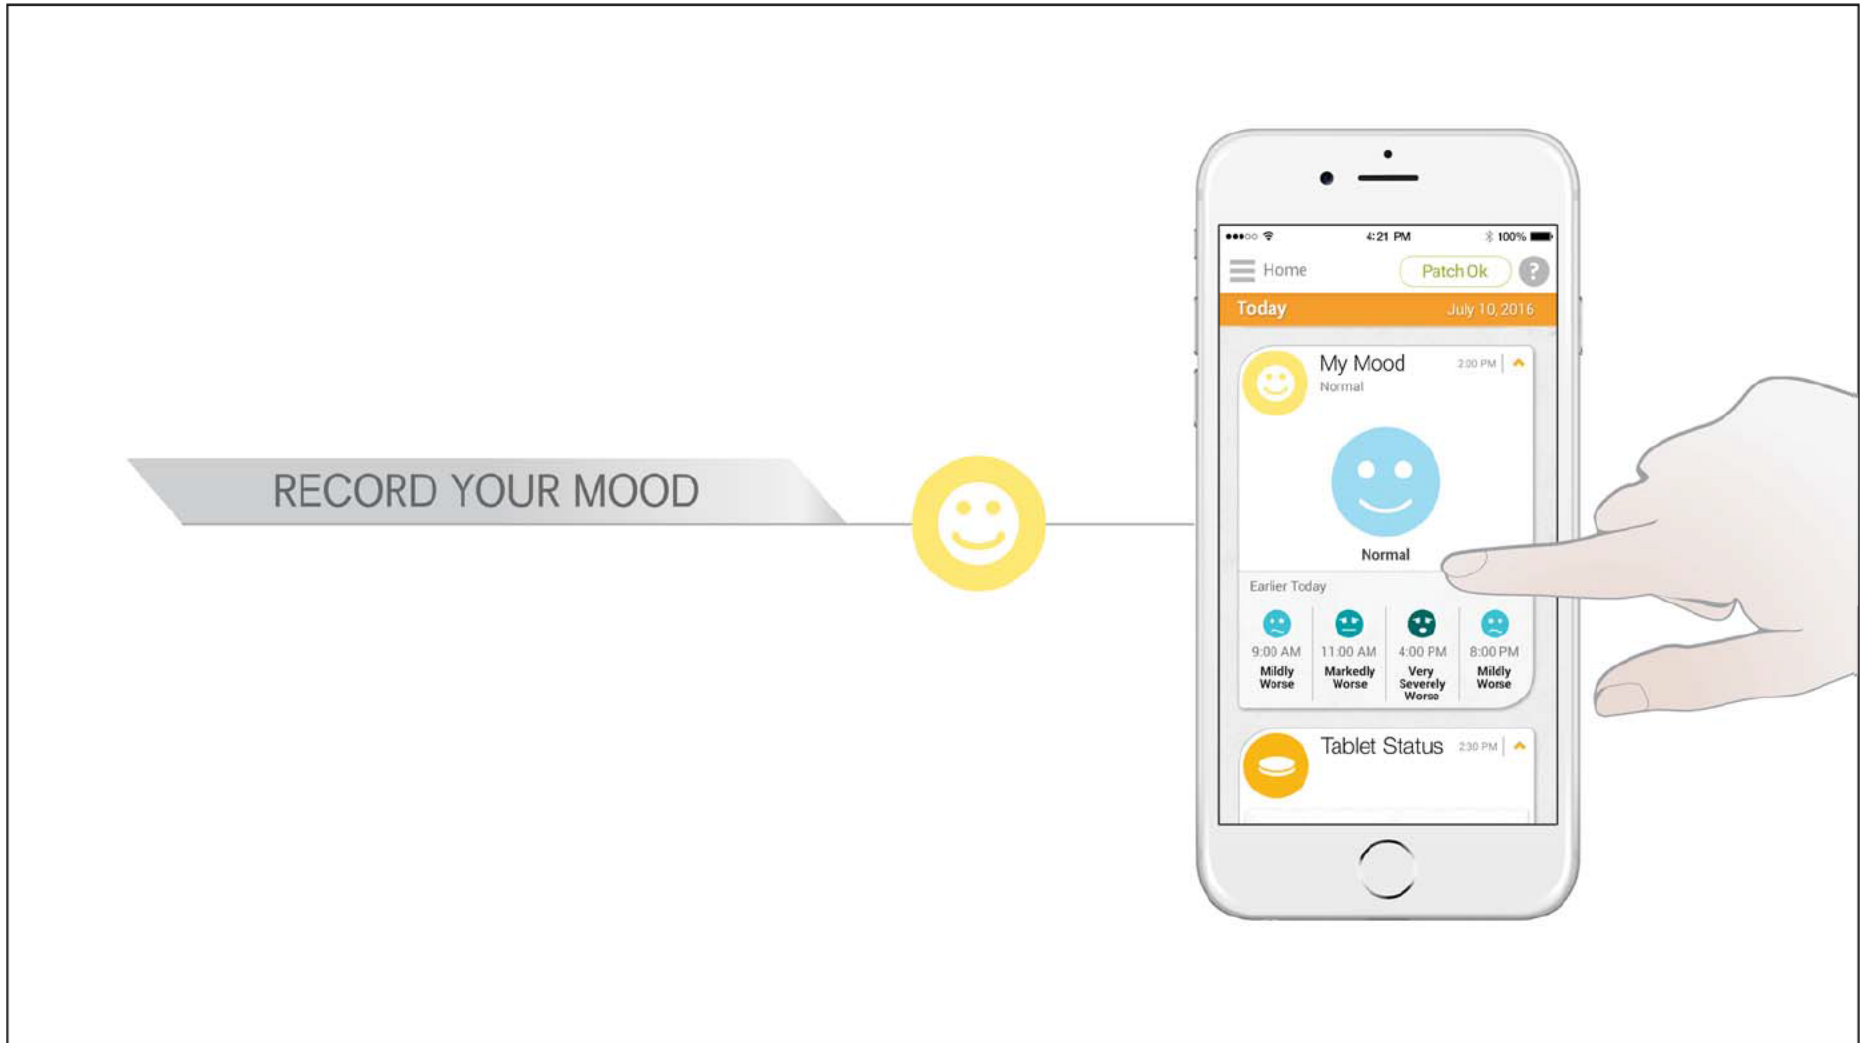 RECORD YOUR MOOD
4:21 PM
100%
Home
Patch Ok
?
Today
July 10, 2016
My Mood
2:00 PM
Normal
Normal
Earlier Today
9:00 AM
Mildly
Worse
11:00 AM
Markedly
Worse
4:00 PM
Very
Severely
Worse
8:00 PM
Mildly
Worse
Tablet Status
2:30 PM